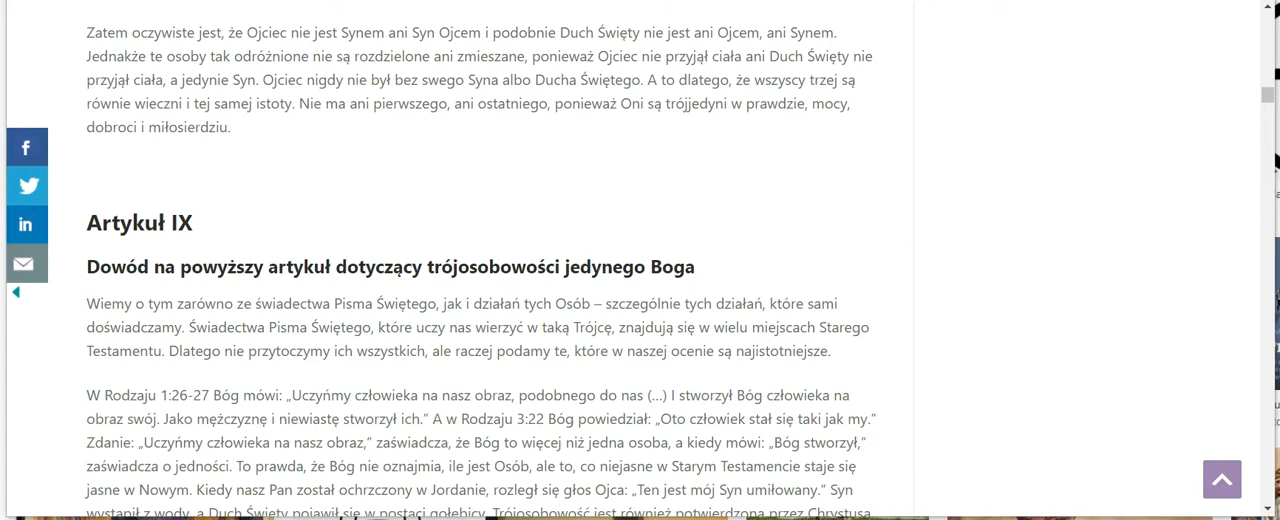 Zatem oczywiste jest, że Ojciec nie jest Synem ani Syn Ojcem i podobnie Duch Święty nie jest ani Ojcem, ani Synem.
Jednakże te osoby tak odróżnione nie są rozdzielone ani zmieszane, ponieważ Ojciec nie przyjął ciała ani Duch Święty nie
przyjął ciała, a jedynie Syn. Ojciec nigdy nie był bez swego Syna albo Ducha Świętego. A to dlatego, że wszyscy trzej są
równie wieczni i tej samej istoty. Nie ma ani pierwszego, ani ostatniego, ponieważ Oni są trójjedyni w prawdzie, mocy,
dobroci i miłosierdziu.
Artykuł IX
Dowód na powyższy artykuł dotyczący trójosobowości jedynego Boga
Wiemy o tym zarówno ze świadectwa Pisma Świętego, jak i działań tych Osób – szczególnie tych działań, które sami
doświadczamy. Świadectwa Pisma Świętego, które uczy nas wierzyć w taką Trójcę, znajdują się w wielu miejscach Starego
Testamentu. Dlatego nie przytoczymy ich wszystkich, ale raczej podamy te, które w naszej ocenie są najistotniejsze.
W Rodzaju 1:26-27 Bóg mówi: „Uczyńmy człowieka na nasz obraz, podobnego do nas (...) I stworzył Bóg człowieka na
obraz swój. Jako mężczyznę i niewiastę stworzył ich.” A w Rodzaju 3:22 Bóg powiedział: „Oto człowiek stał się taki jak my.”
Zdanie: „Uczyńmy człowieka na nasz obraz,” zaświadcza, że Bóg to więcej niż jedna osoba, a kiedy mówi: „Bóg stworzył,”
zaświadcza o jedności. To prawda, że Bóg nie oznajmia, ile jest Osób, ale to, co niejasne w Starym Testamencie staje się
jasne w Nowym. Kiedy nasz Pan został ochrzczony w Jordanie, rozległ się głos Ojca: „Ten jest mój Syn umiłowany.” Syn
wystąpił z wody, a Duch Święty pojawił się w postaci gołębicy. Trójosobowość jest również potwierdzona przez Chrystusa